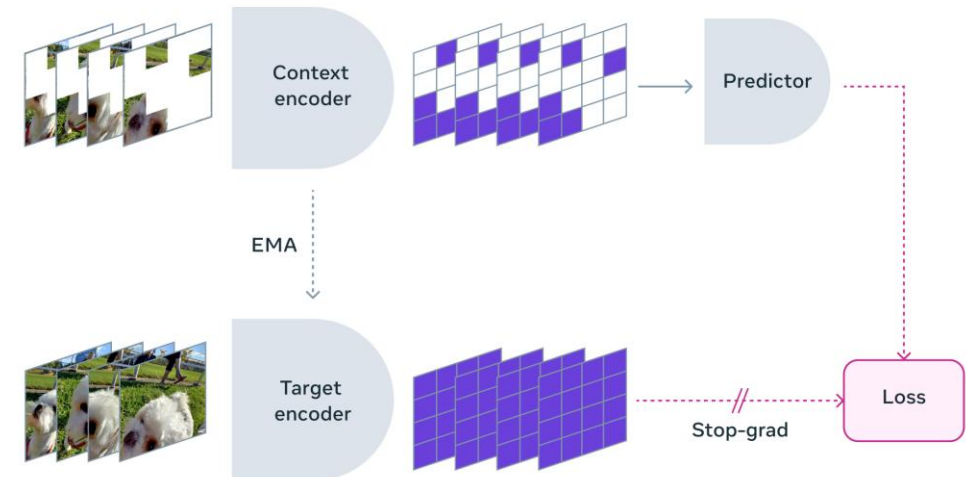 Context
encoder
Predictor
EMA
Target
encoder
Stop-grad
Loss